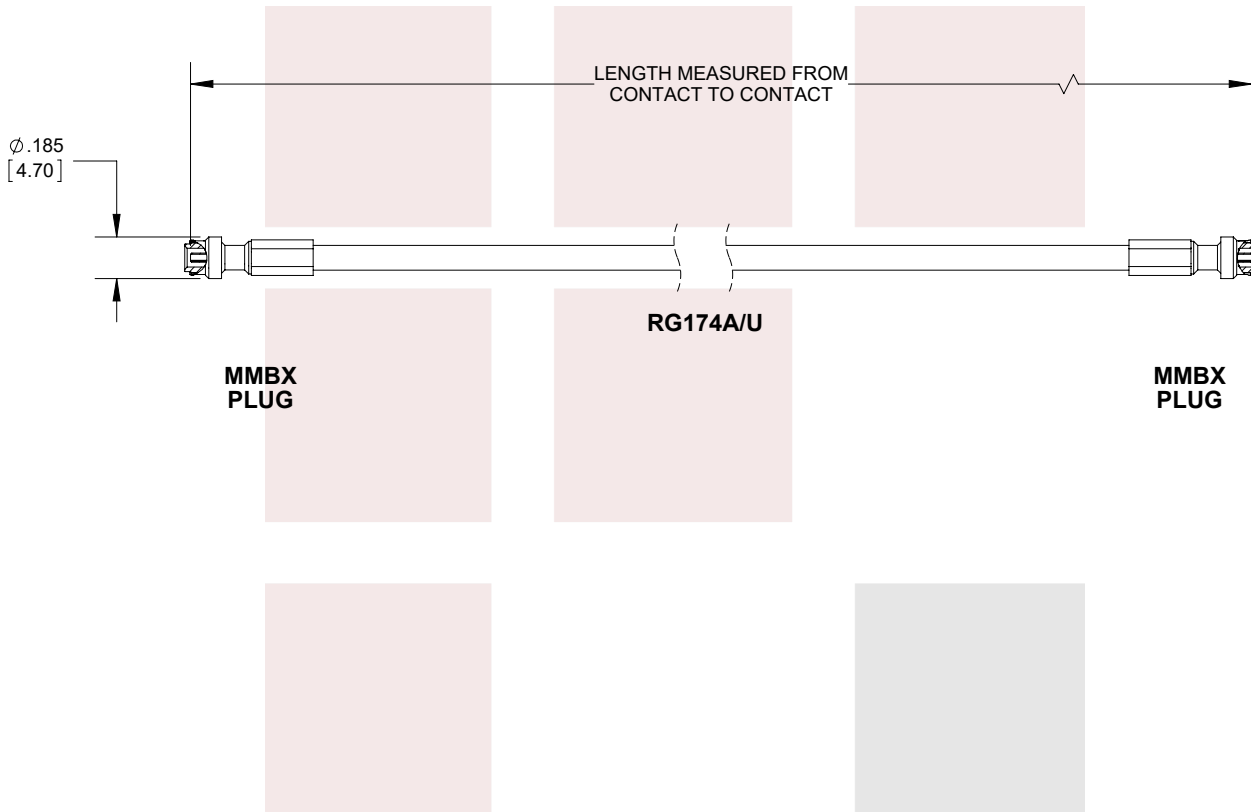 LENGTH MEASURED FROM
CONTACT TO CONTACT
⌀.185
[4.70]
RG174A/U
MMBX
PLUG
MMBX
PLUG